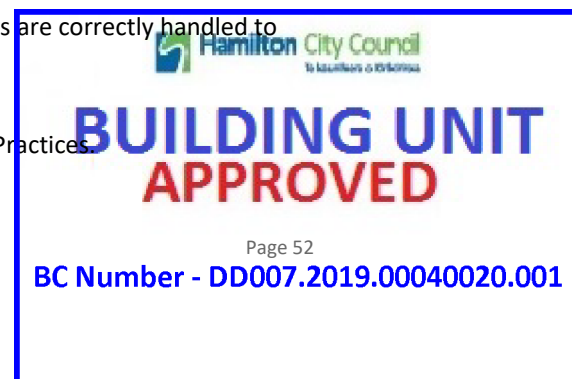 s are correctly handled to
Hamilton City Council
BUILDING UNIT
Practices.
APPROVED
Page 52
BC Number - DD007.2019.00040020.001